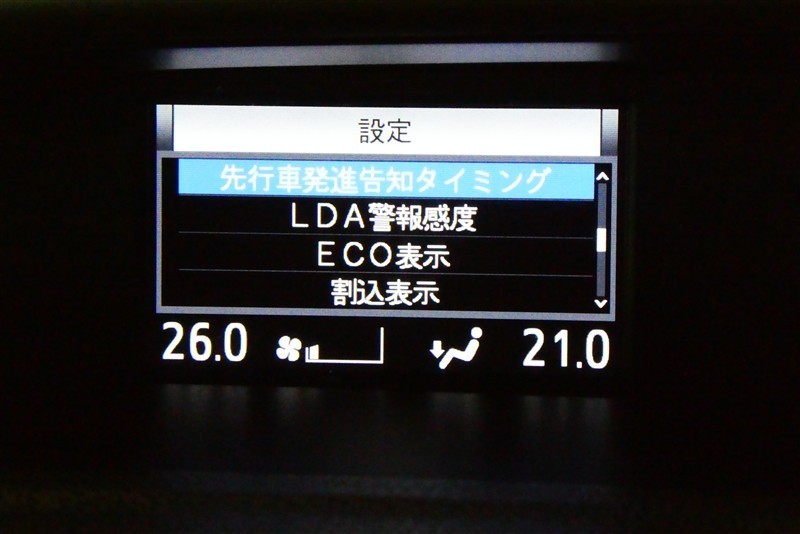 設定
先行車発進告知タイミング
ＬＤＡ警報感度
ＥＣＯ表示
割込表示
26.0 21.0